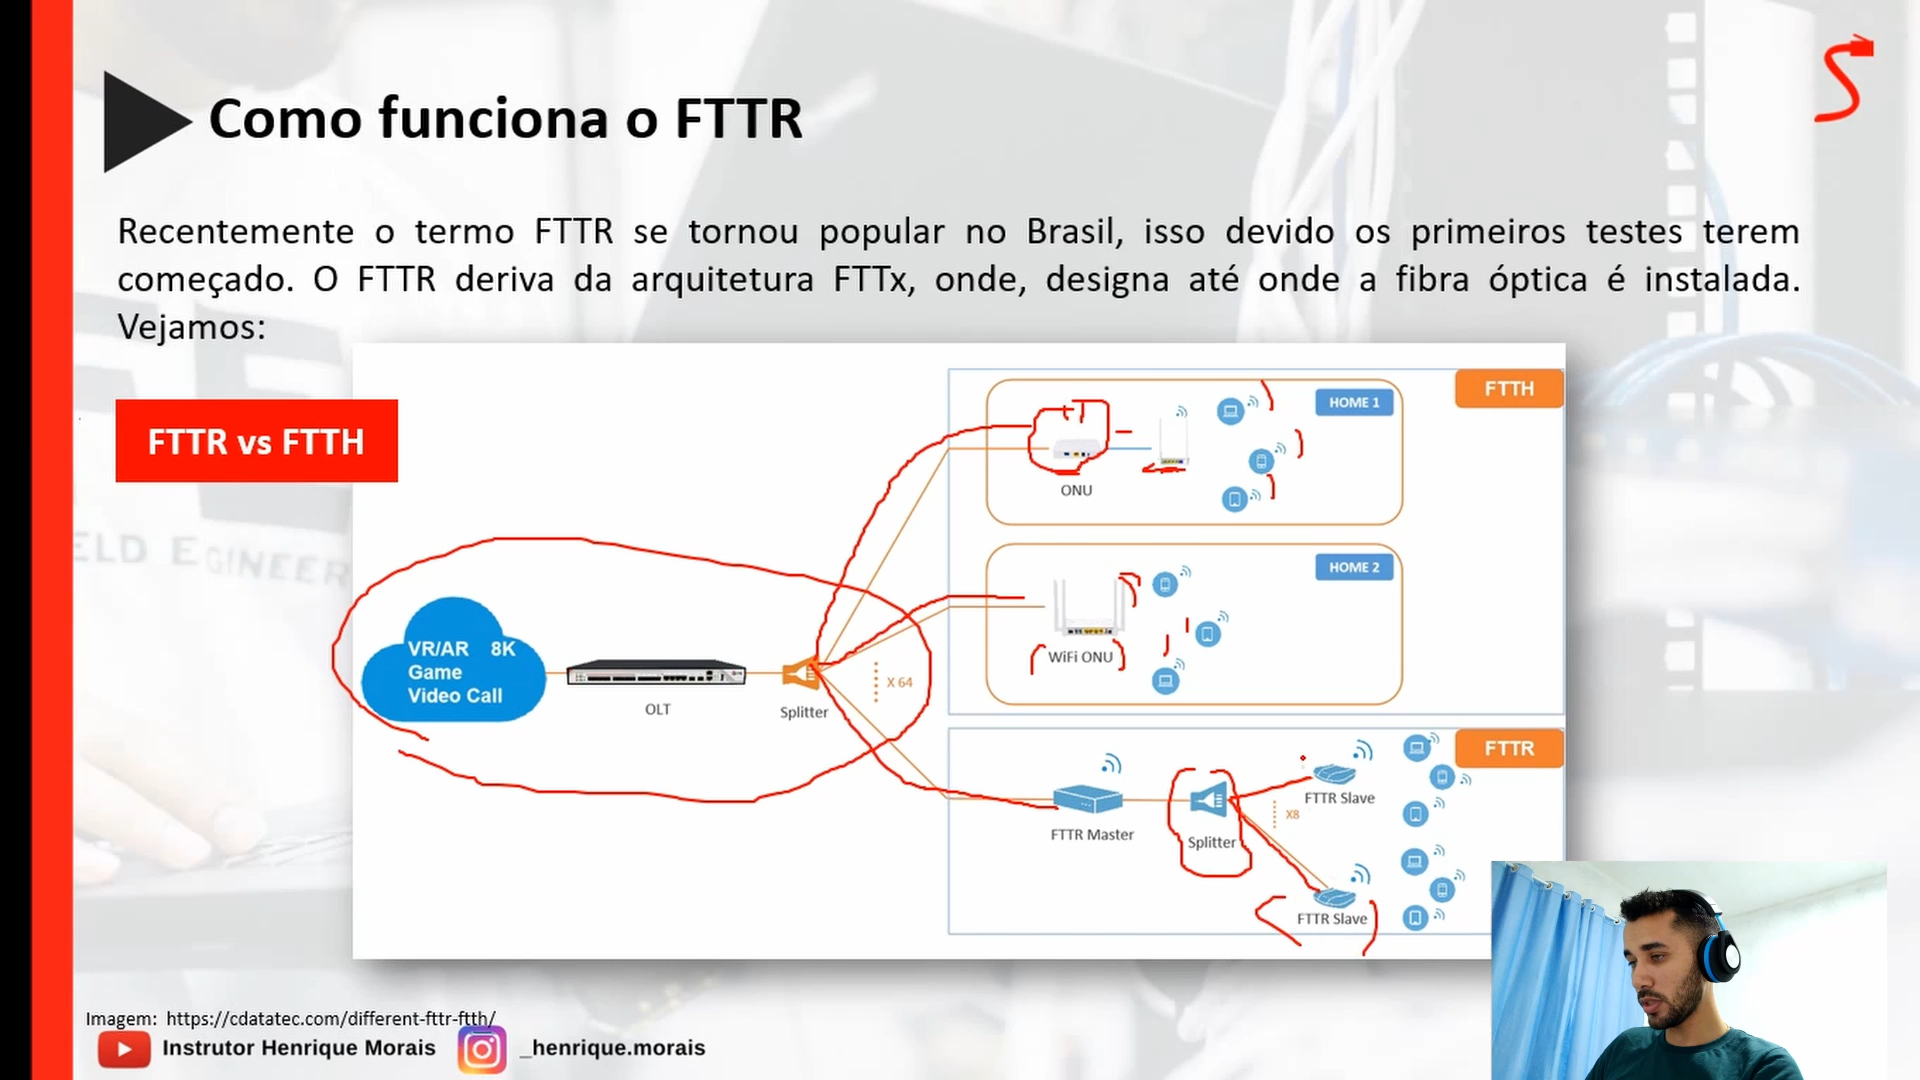 Como funciona o FTTR
Recentemente o termo FTTR se tornou popular no Brasil, isso devido os primeiros testes terem
começado. O FTTR deriva da arquitetura FTTx, onde, designa até onde a fibra óptica é instalada.
Vejamos:
FTTR vs FTTH
FTTH
HOME 1
ONU
HOME 2
WiFi ONU
VR/AR 8K
Game
Video Call
OLT
Splitter
X 64
FTTR
FTTR Master
Splitter
X8
FTTR Slave
FTTR Slave
ELD EGINEER
Imagem: https://cdatatec.com/different-fttr-ftth/
Instrutor Henrique Morais
_henrique.morais